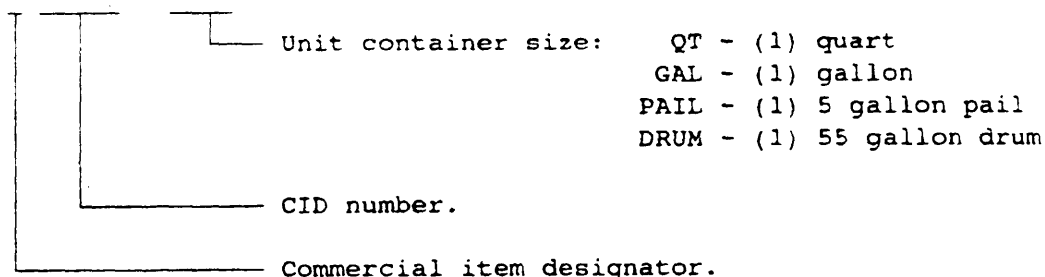 Unit container size: QT - (1) quart
GAL - (1) gallon
PAIL - (1) 5 gallon pail
DRUM - (1) 55 gallon drum
CID number.
Commercial item designator.